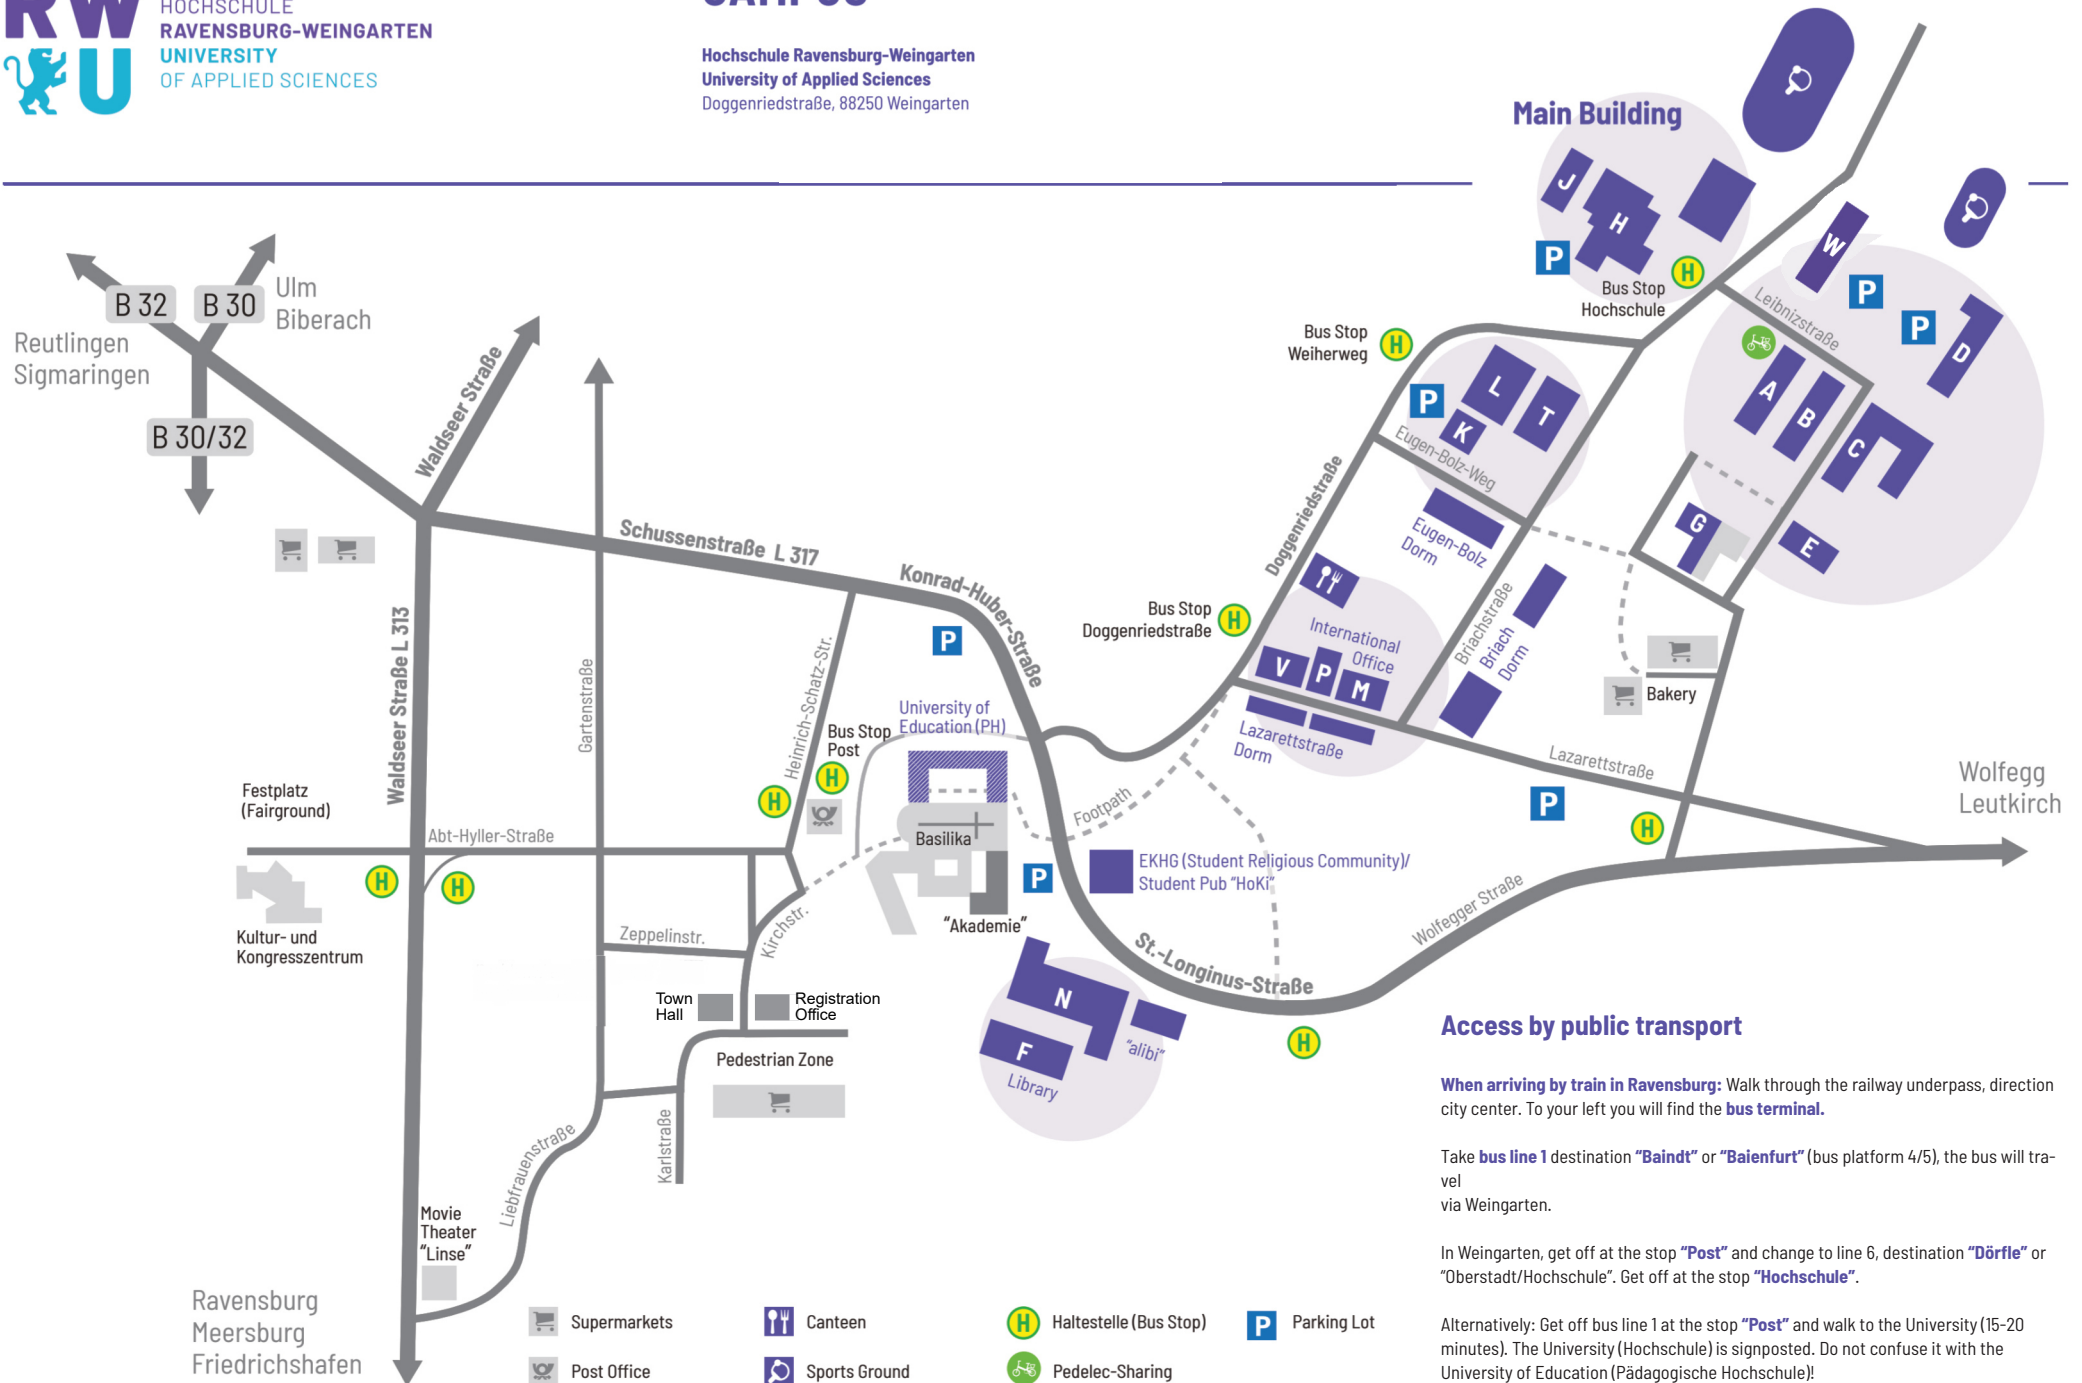 RW
HOCHSCHULE
RAVENSBURG-WEINGARTEN
UNIVERSITY
OF APPLIED SCIENCES
U
CAMPUS
Hochschule Ravensburg-Weingarten
University of Applied Sciences
Doggenriedstraße, 88250 Weingarten
Main Building
J
H
P
H
Bus Stop
Hochschule
W
P
P
D
Leibnizstraße
A
B
C
G
E
Bus Stop
Weiherweg
H
P
L
T
K
Eugen-Bolz-Weg
Eugen-Bolz
Dorm
Doggenriedstraße
Bus Stop
Doggenriedstraße
H
International
Office
V
P
M
Lazarettstraße
Dorm
Briachstraße
Briach
Dorm
Bakery
Lazarettstraße
P
H
Wolfegg
Leutkirch
B 32
B 30
Ulm
Biberach
Reutlingen
Sigmaringen
B 30/32
Waldseer Straße
Schussenstraße L 317
Konrad-Huber-Straße
P
Waldseer Straße L 313
Gartenstraße
Heinrich-Schatz-Str.
University of
Education (PH)
Bus Stop
Post
H
H
Festplatz
(Fairground)
Abt-Hyller-Straße
H
H
Kultur- und
Kongresszentrum
Basilika
Footpath
P
EKHG (Student Religious Community)/
Student Pub "HoKi"
"Akademie"
Kirchstr.
Zeppelinstr.
St.-Longinus-Straße
Wolfegger Straße
H
N
F
Library
"alibi"
Town
Hall
Registration
Office
Pedestrian Zone
Karlstraße
Liebfrauenstraße
Movie
Theater
"Linse"
Ravensburg
Meersburg
Friedrichshafen
Supermarkets
Canteen
H Haltestelle (Bus Stop)
P Parking Lot
Post Office
Sports Ground
Pedelec-Sharing
Access by public transport
When arriving by train in Ravensburg: Walk through the railway underpass, direction
city center. To your left you will find the bus terminal.
Take bus line 1 destination “Baindt” or “Baienfurt” (bus platform 4/5), the bus will tra-
vel
via Weingarten.
In Weingarten, get off at the stop “Post” and change to line 6, destination “Dörfle” or
“Oberstadt/Hochschule”. Get off at the stop “Hochschule”.
Alternatively: Get off bus line 1 at the stop “Post” and walk to the University (15-20
minutes). The University (Hochschule) is signposted. Do not confuse it with the
University of Education (Pädagogische Hochschule)!